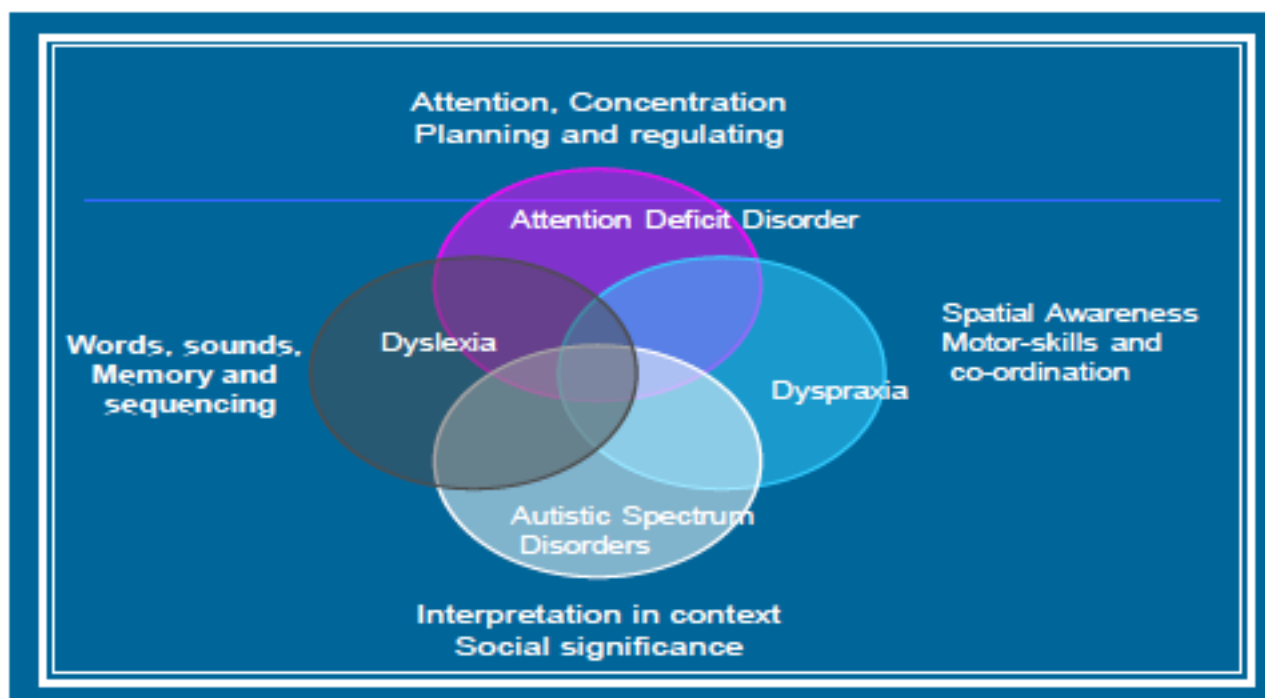 Attention, Concentration
Planning and regulating
Attention Deficit Disorder
Words, sounds,
Memory and
sequencing
Dyslexia
Spatial Awareness
Motor-skills and
co-ordination
Dyspraxia
Autistic Spectrum
Disorders
Interpretation in context
Social significance